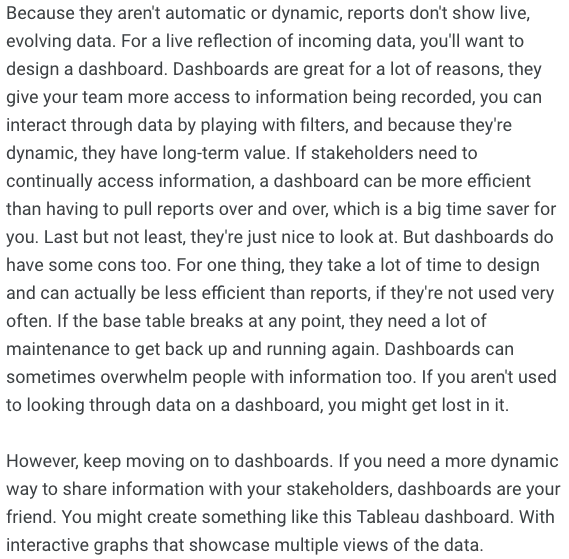 Because they aren't automatic or dynamic, reports don't show live,
evolving data. For a live reflection of incoming data, you'll want to
design a dashboard. Dashboards are great for a lot of reasons, they
give your team more access to information being recorded, you can
interact through data by playing with filters, and because they're
dynamic, they have long-term value. If stakeholders need to
continually access information, a dashboard can be more efficient
than having to pull reports over and over, which is a big time saver for
you. Last but not least, they're just nice to look at. But dashboards do
have some cons too. For one thing, they take a lot of time to design
and can actually be less efficient than reports, if they're not used very
often. If the base table breaks at any point, they need a lot of
maintenance to get back up and running again. Dashboards can
sometimes overwhelm people with information too. If you aren't used
to looking through data on a dashboard, you might get lost in it.
However, keep moving on to dashboards. If you need a more dynamic
way to share information with your stakeholders, dashboards are your
friend. You might create something like this Tableau dashboard. With
interactive graphs that showcase multiple views of the data.